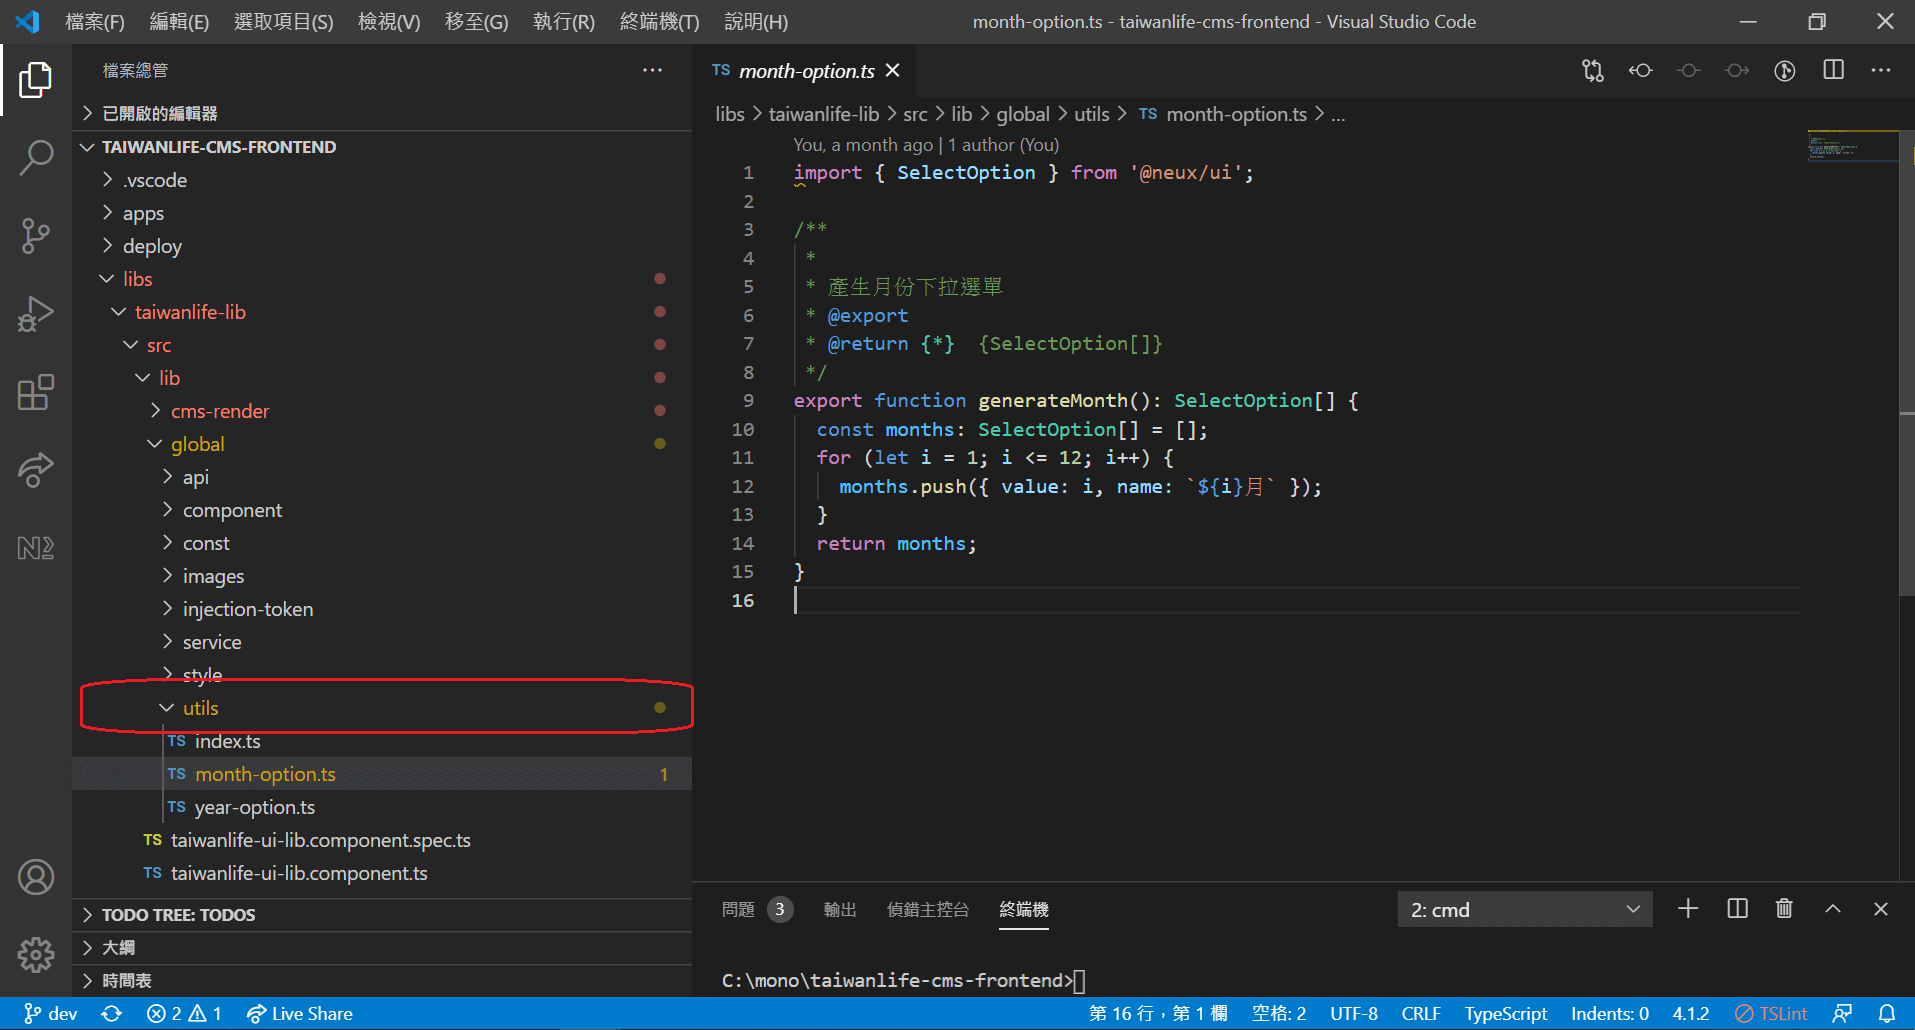 檔案(F) 編輯(E) 選取項目(S) 檢視(V) 移至(G) 執行(R) 終端機(T) 說明(H) month-option.ts - taiwanlife-cms-frontend - Visual Studio Code
檔案總管
已開啟的編輯器
TAIWANLIFE-CMS-FRONTEND
.vscode
apps
deploy
libs
taiwanlife-lib
src
lib
cms-render
global
api
component
const
images
injection-token
service
style
utils
TS index.ts
TS month-option.ts 1
TS year-option.ts
TS taiwanlife-ui-lib.component.spec.ts
TS taiwanlife-ui-lib.component.ts
TODO TREE: TODOS
大綱
時間表
TS month-option.ts
libs > taiwanlife-lib > src > lib > global > utils > TS month-option.ts > ...
You, a month ago | 1 author (You)
1 import { SelectOption } from '@neux/ui';
2
3 /**
4 *
5 * 產生月份下拉選單
6 * @export
7 * @return {*}  {SelectOption[]}
8 */
9 export function generateMonth(): SelectOption[] {
10 const months: SelectOption[] = [];
11 for (let i = 1; i <= 12; i++) {
12 months.push({ value: i, name: `${i}月` });
13 }
14 return months;
15 }
16
問題 3 輸出 偵錯主控台 終端機 2: cmd
C:\mono\taiwanlife-cms-frontend>
dev 2 1 Live Share 第 16 行，第 1 欄 空格: 2 UTF-8 CRLF TypeScript Indents: 0 4.1.2 TSLint